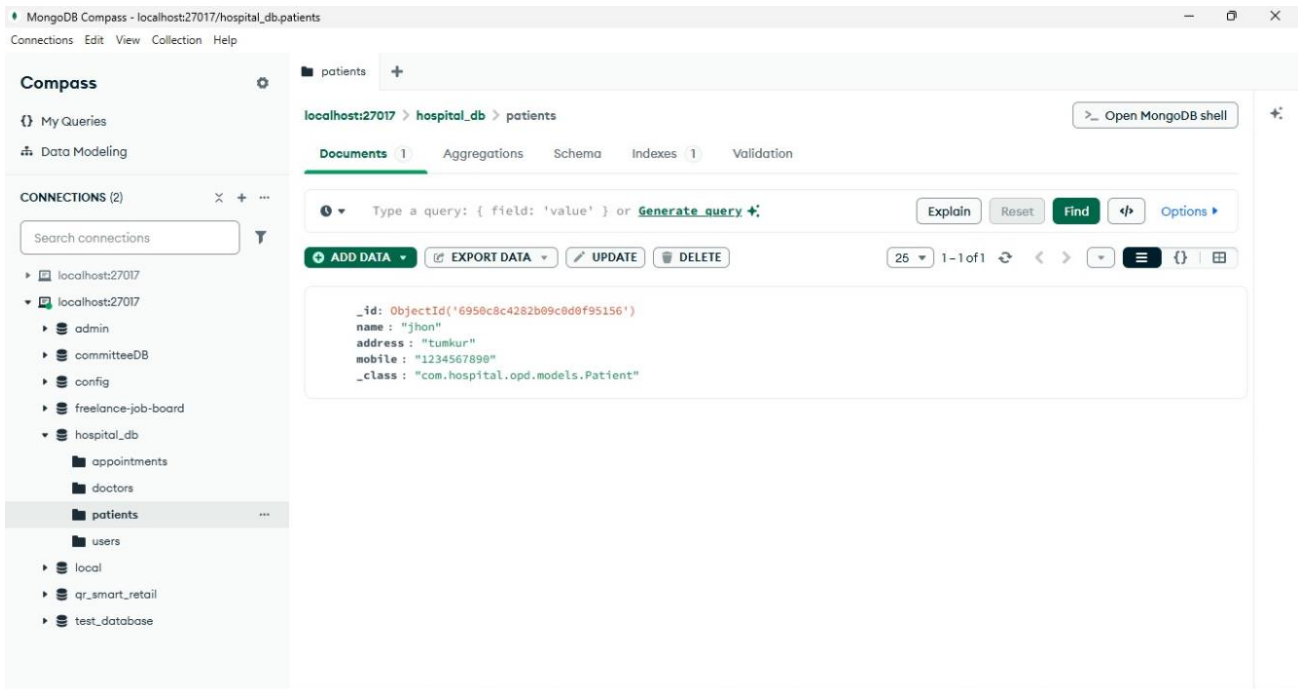 MongoDB Compass - localhost:27017/hospital_db.patients
Connections Edit View Collection Help
Compass
{} My Queries
Data Modeling
CONNECTIONS (2)
Search connections
localhost:27017
localhost:27017
admin
committeeDB
config
freelance-job-board
hospital_db
appointments
doctors
patients
users
local
qr_smart_retail
test_database
patients
localhost:27017 > hospital_db > patients
>_ Open MongoDB shell
Documents 1 Aggregations Schema Indexes 1 Validation
Type a query: { field: 'value' } or Generate query
Explain Reset Find </> Options
ADD DATA EXPORT DATA UPDATE DELETE
25 1-1 of 1 {}
_id: ObjectId('6950c8c4282b09c0d0f95156')
name : "jhon"
address : "tumkur"
mobile : "1234567890"
_class : "com.hospital.opd.models.Patient"